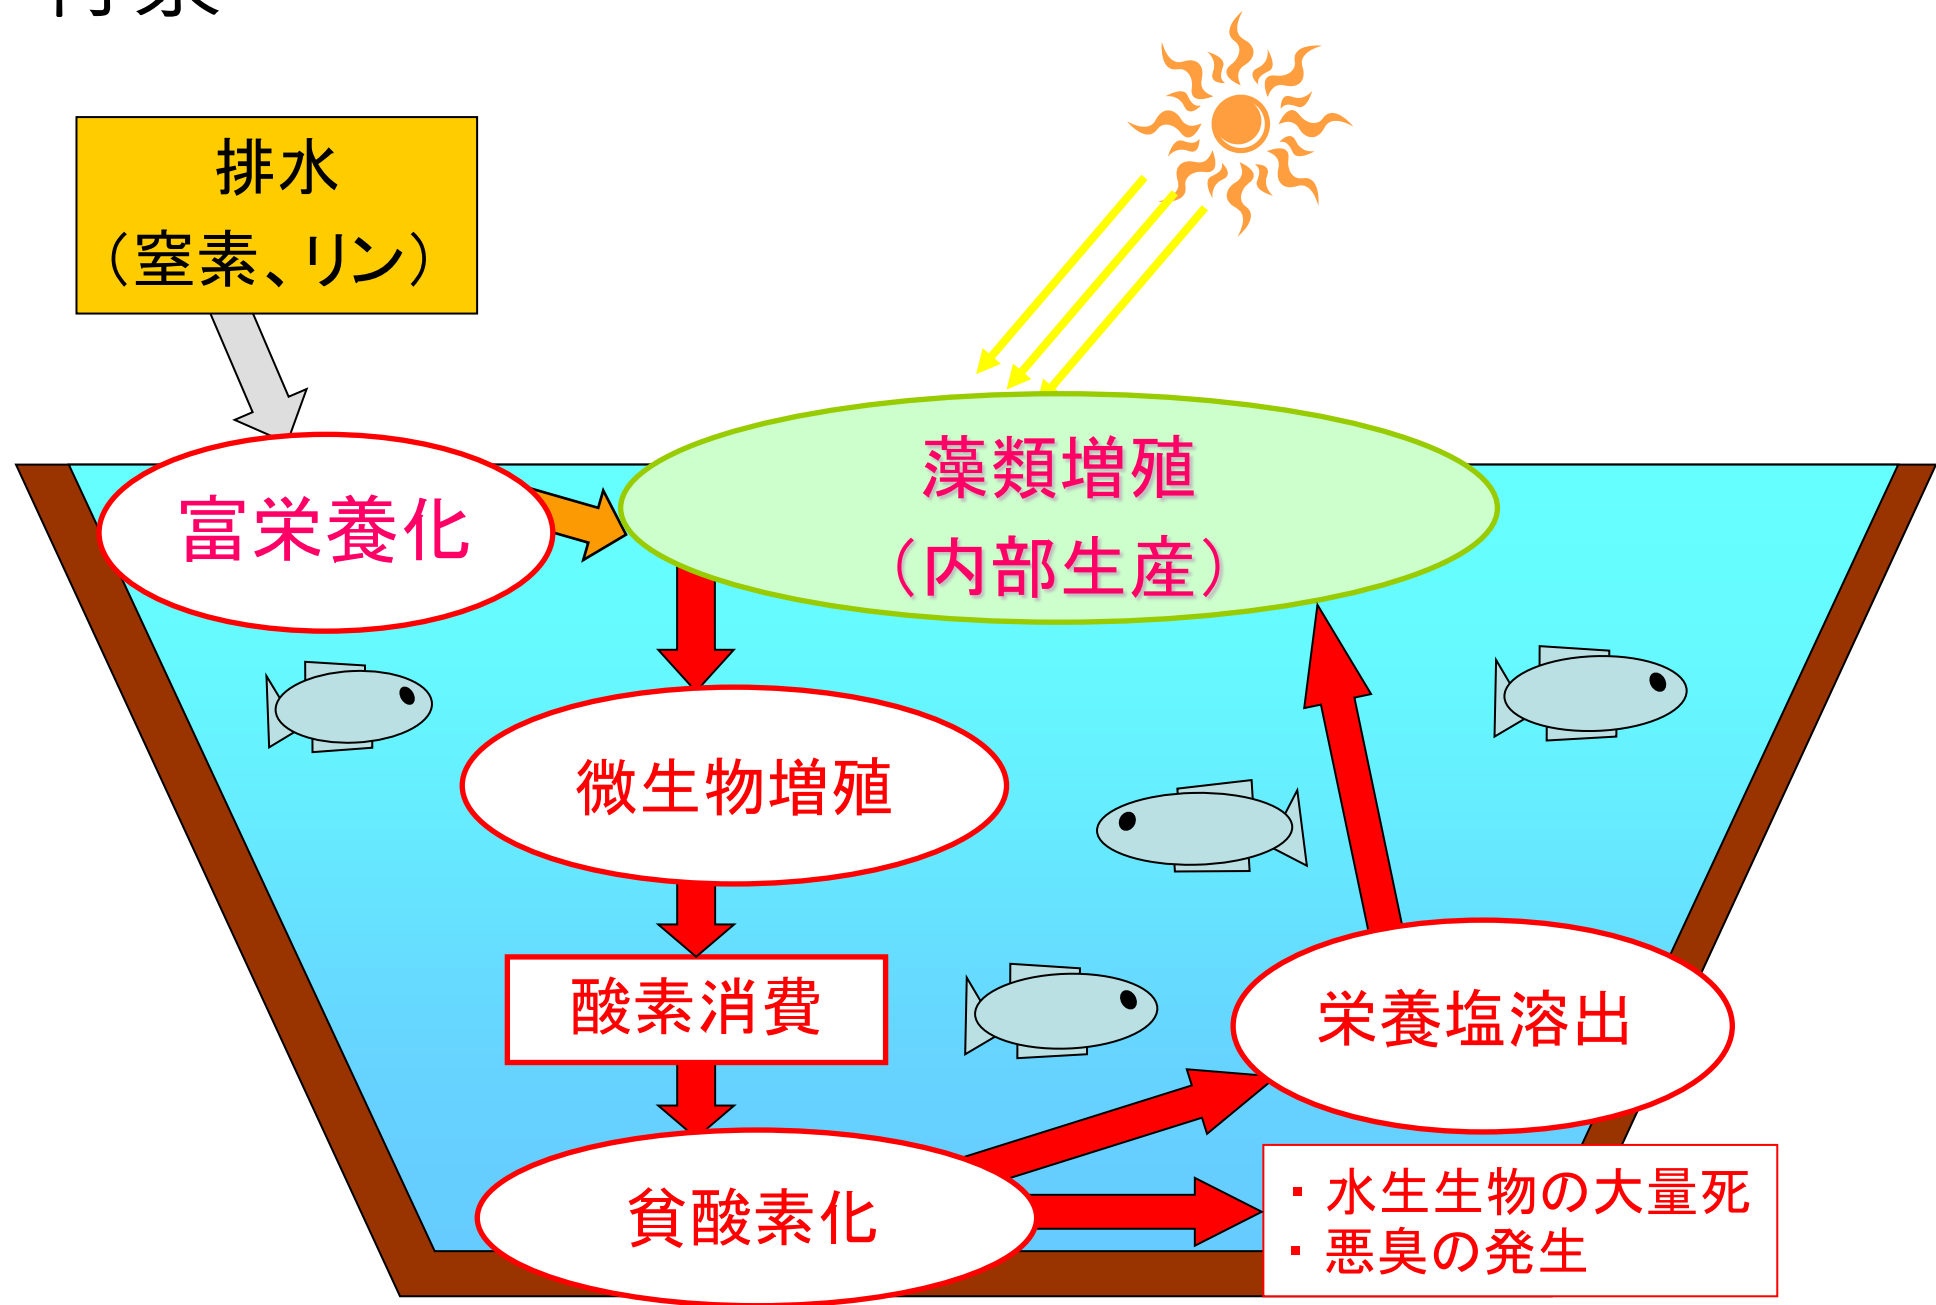 排水
（窒素、リン）
藻類増殖
（内部生産）
富栄養化
微生物増殖
酸素消費
栄養塩溶出
貧酸素化
・水生生物の大量死
・悪臭の発生